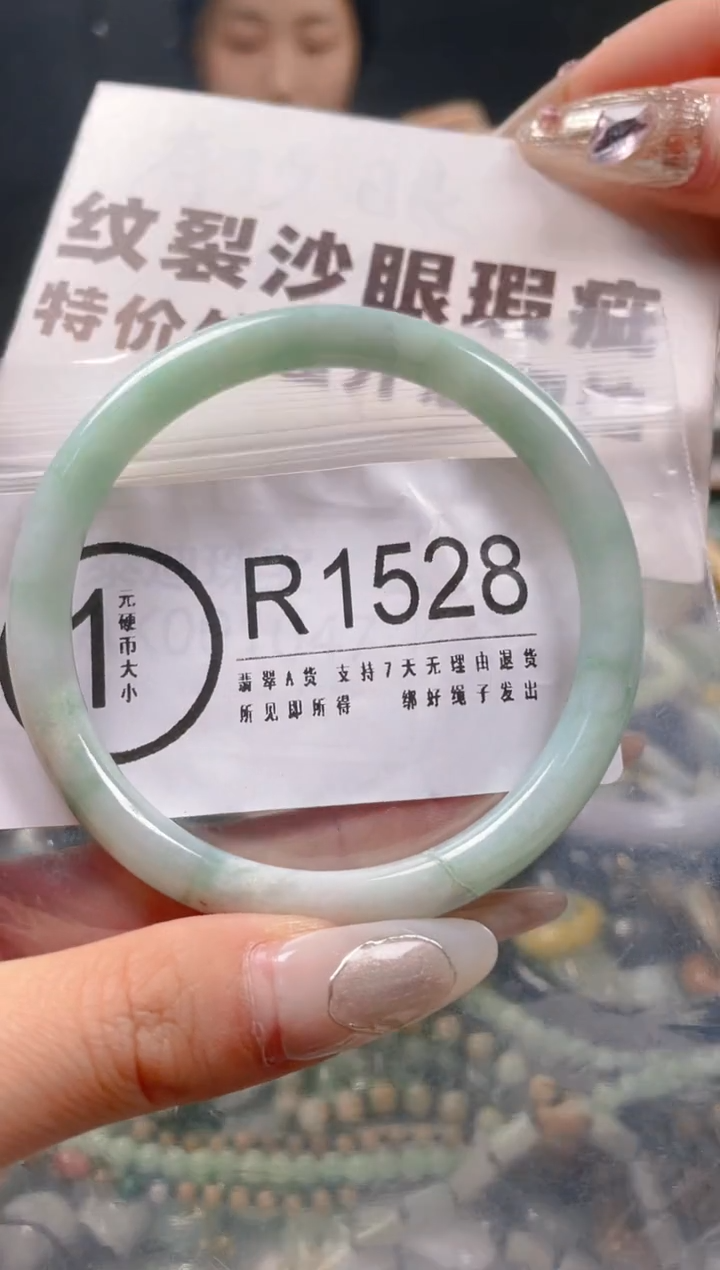 纹裂沙眼瑕疵
特价
1
元硬币大小
R1528
翡翠A货 支持7天无理由退货
所见即所得 绑好绳子发出